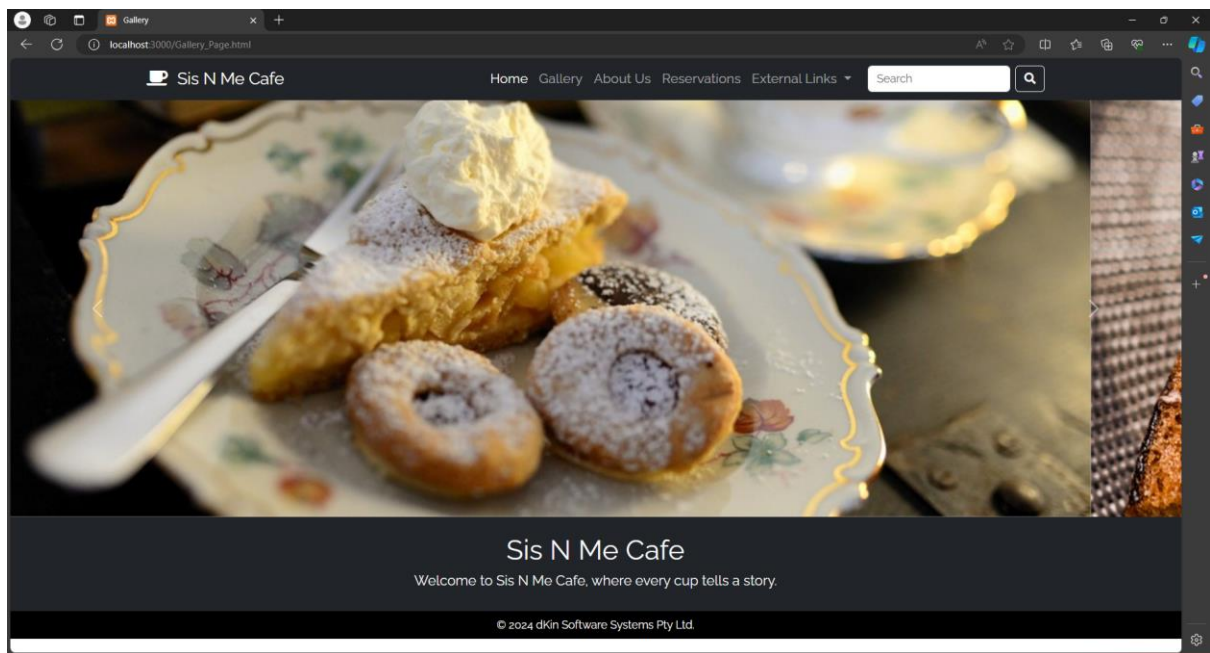 Gallery
localhost:3000/Gallery_Page.html
Sis N Me Cafe Home Gallery About Us Reservations External Links Search
Sis N Me Cafe
Welcome to Sis N Me Cafe, where every cup tells a story.
© 2024 dKin Software Systems Pty Ltd.